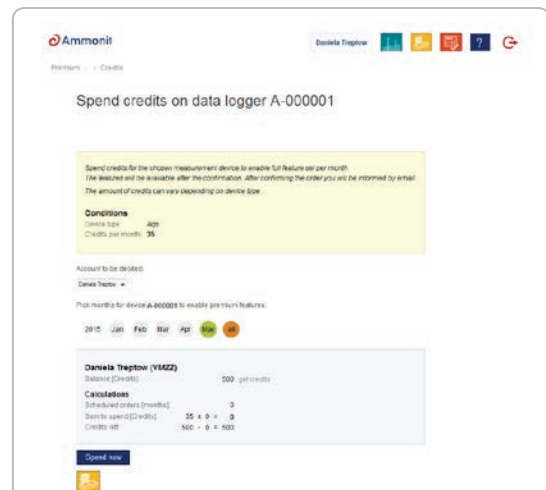 Ammonit
Daniela Treptow
?
Premium › › Credits
Spend credits on data logger A-000001
Spend credits for the chosen measurement device to enable full feature set per month.
The featured will be available after the confirmation. After confirming the order you will be informed by email.
The amount of credits can vary depending on device type.
Conditions
Device type:
Credits per month: 35
Account to be debited:
Daniela Treptow
Pick months for device A-000001 to enable premium features:
2015 Jan Feb Mar Apr May all
Daniela Treptow (YMZZ)
Balance [Credits]: 500 get credits
Calculations
Scheduled orders [months]: 0
Sum to spend [Credits]: 35 x 0 = 0
Credits left: 500 - 0 = 500
Spend now